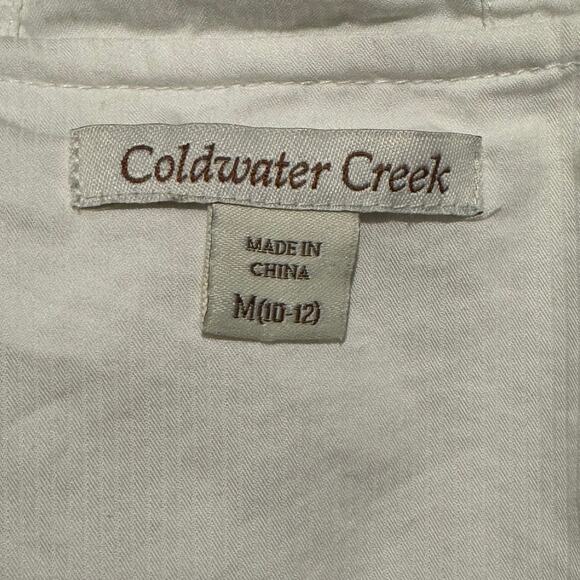 Coldwater Creek
MADE IN
CHINA
M(10-12)